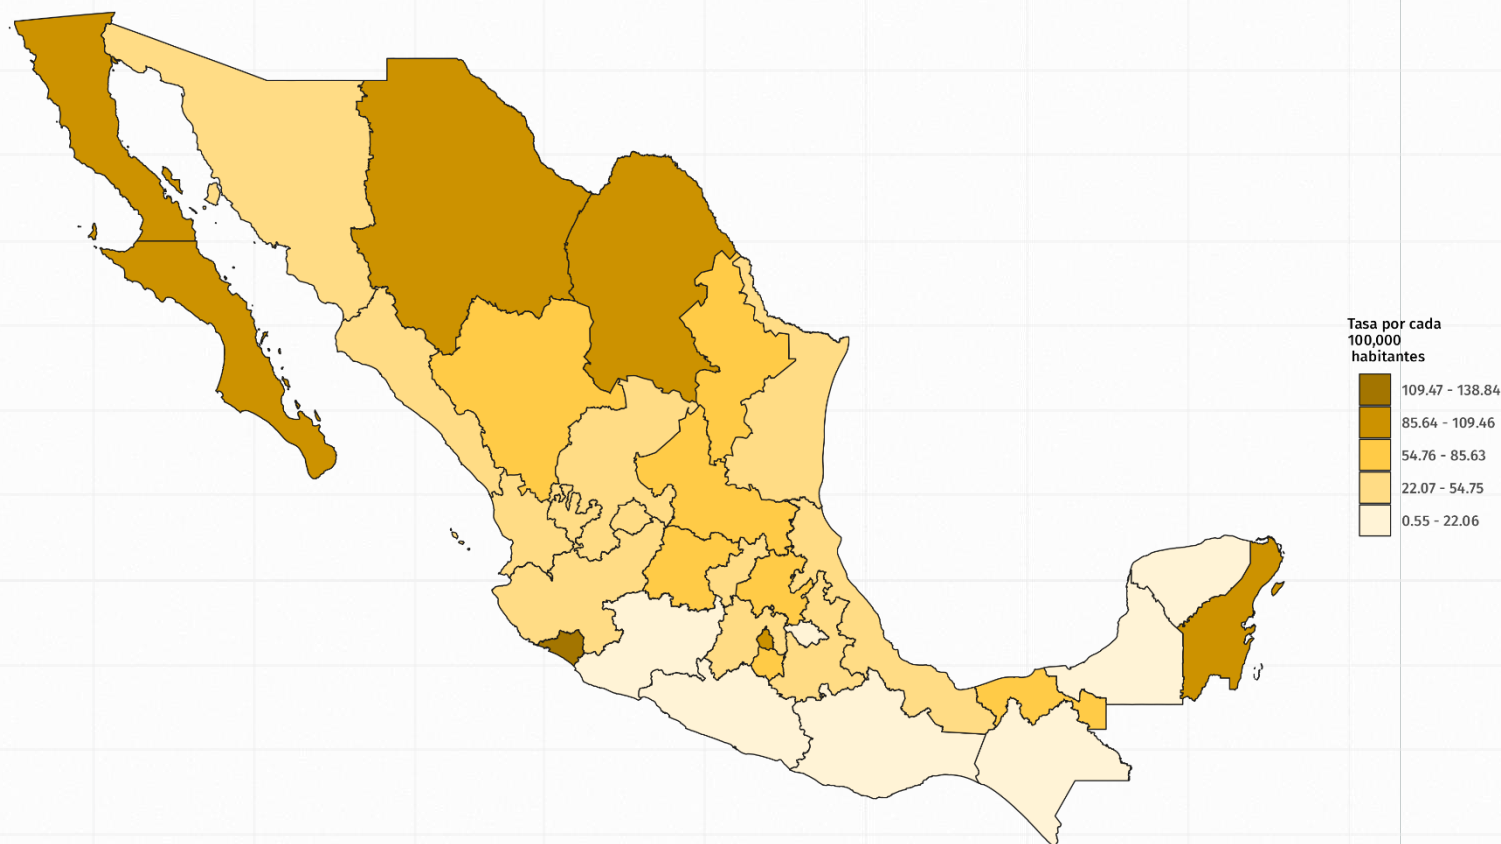 Tasa por cada
100,000
habitantes
109.47 - 138.84
85.64 - 109.46
54.76 - 85.63
22.07 - 54.75
0.55 - 22.06